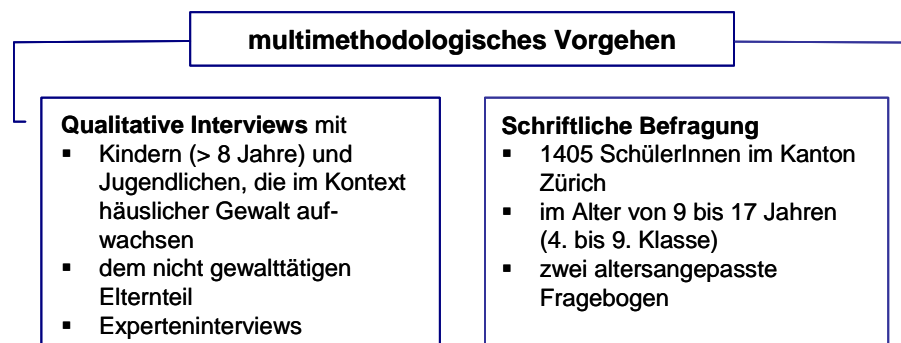 multimethodologisches Vorgehen
Qualitative Interviews mit
▪ Kindern (> 8 Jahre) und
Jugendlichen, die im Kontext
häuslicher Gewalt auf-
wachsen
▪ dem nicht gewalttätigen
Elternteil
▪ Experteninterviews
Schriftliche Befragung
▪ 1405 SchülerInnen im Kanton
Zürich
▪ im Alter von 9 bis 17 Jahren
(4. bis 9. Klasse)
▪ zwei altersangepasste
Fragebogen